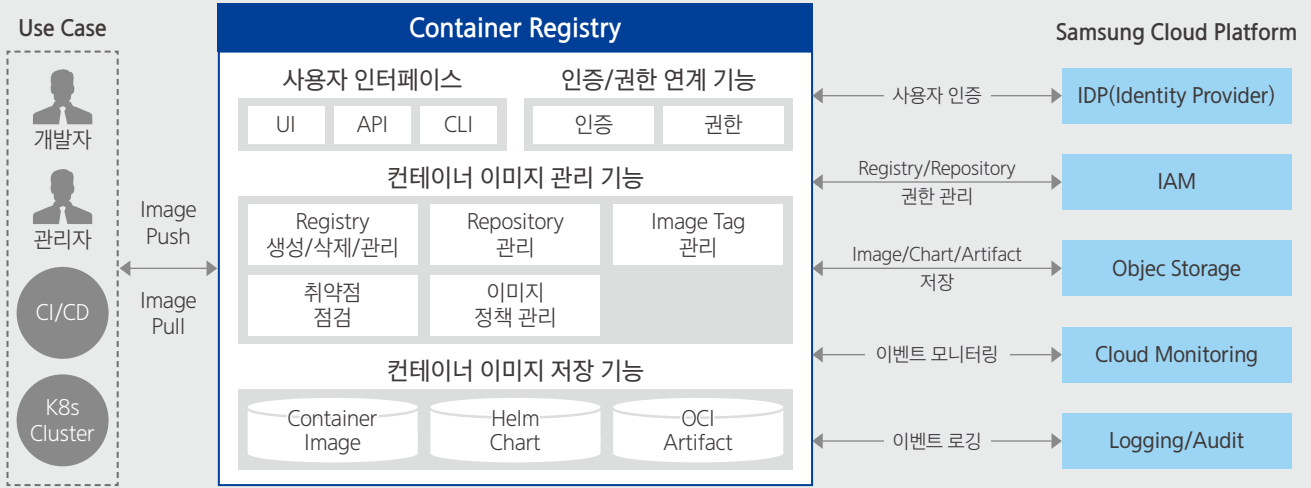 Use Case
개발자
관리자
CI/CD
K8s
Cluster
Image
Push
Image
Pull
Container Registry
사용자 인터페이스
UI
API
CLI
인증/권한 연계 기능
인증
권한
컨테이너 이미지 관리 기능
Registry
생성/삭제/관리
Repository
관리
Image Tag
관리
취약점
점검
이미지
정책 관리
컨테이너 이미지 저장 기능
Container
Image
Helm
Chart
OCI
Artifact
사용자 인증
Registry/Repository
권한 관리
Image/Chart/Artifact
저장
이벤트 모니터링
이벤트 로깅
Samsung Cloud Platform
IDP(Identity Provider)
IAM
Objec Storage
Cloud Monitoring
Logging/Audit